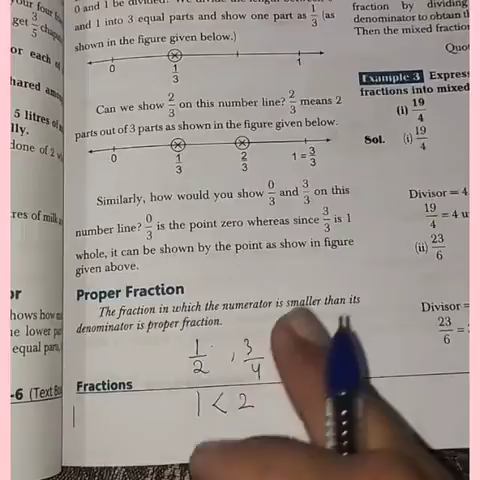 your four
get 3/5 chapa
or each of
hared among
5 litres of
lly.
done of 2
tres of milk
or
hows how
e lower
equal parts,
-6 (Text
0 and 1 be divided?
and 1 into 3 equal parts and show one part as 1/3 (as
shown in the figure given below.)
0 1/3 1
Can we show 2/3 on this number line? 2/3 means 2
parts out of 3 parts as shown in the figure given below.
0 1/3 2/3 1 = 3/3
Similarly, how would you show 0/3 and 3/3 on this
number line? 0/3 is the point zero whereas since 3/3 is 1
whole, it can be shown by the point as show in figure
given above.
Proper Fraction
The fraction in which the numerator is smaller than its
denominator is proper fraction.
1/2 , 3/4
Fractions
1 < 2
fraction by dividing
denominator to obtain
Then the mixed fraction
Quo
Example 3 Express
fractions into mixed
(i) 19/4
Sol. (i) 19/4
Divisor = 4
19/4 = 4
(ii) 23/6
Divisor =
23/6 =